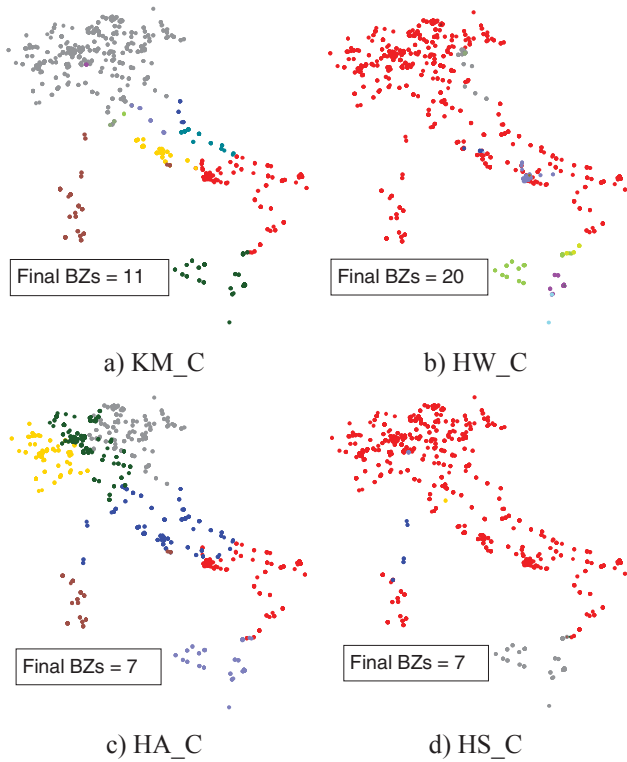 Final BZs = 11
Final BZs = 20
a) KM_C
b) HW_C
Final BZs = 7
Final BZs = 7
c) HA_C
d) HS_C